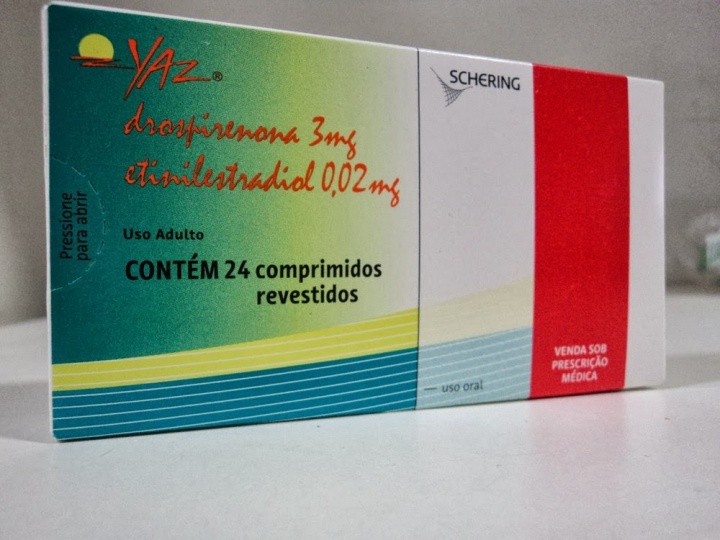 YAZ®
drospirenona 3mg
etinilestradiol 0,02mg
Pressione
para abrir
Uso Adulto
CONTÉM 24 comprimidos
revestidos
SCHERING
uso oral
VENDA SOB
PRESCRIÇÃO
MÉDICA